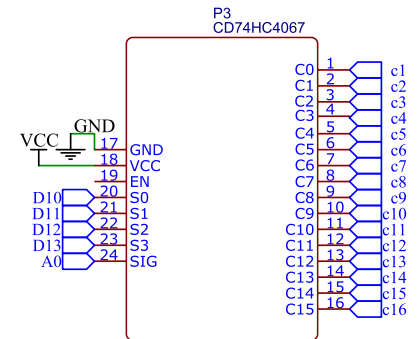 P3
CD74HC4067
C0 1 c1
C1 2 c2
C2 3 c3
C3 4 c4
C4 5 c5
C5 6 c6
C6 7 c7
C7 8 c8
C8 9 c9
C9 10 c10
C10 11 c11
C11 12 c12
C12 13 c13
C13 14 c14
C14 15 c15
C15 16 c16
GND
VCC
17 GND
18 VCC
19 EN
D10 20 S0
D11 21 S1
D12 22 S2
D13 23 S3
A0 24 SIG